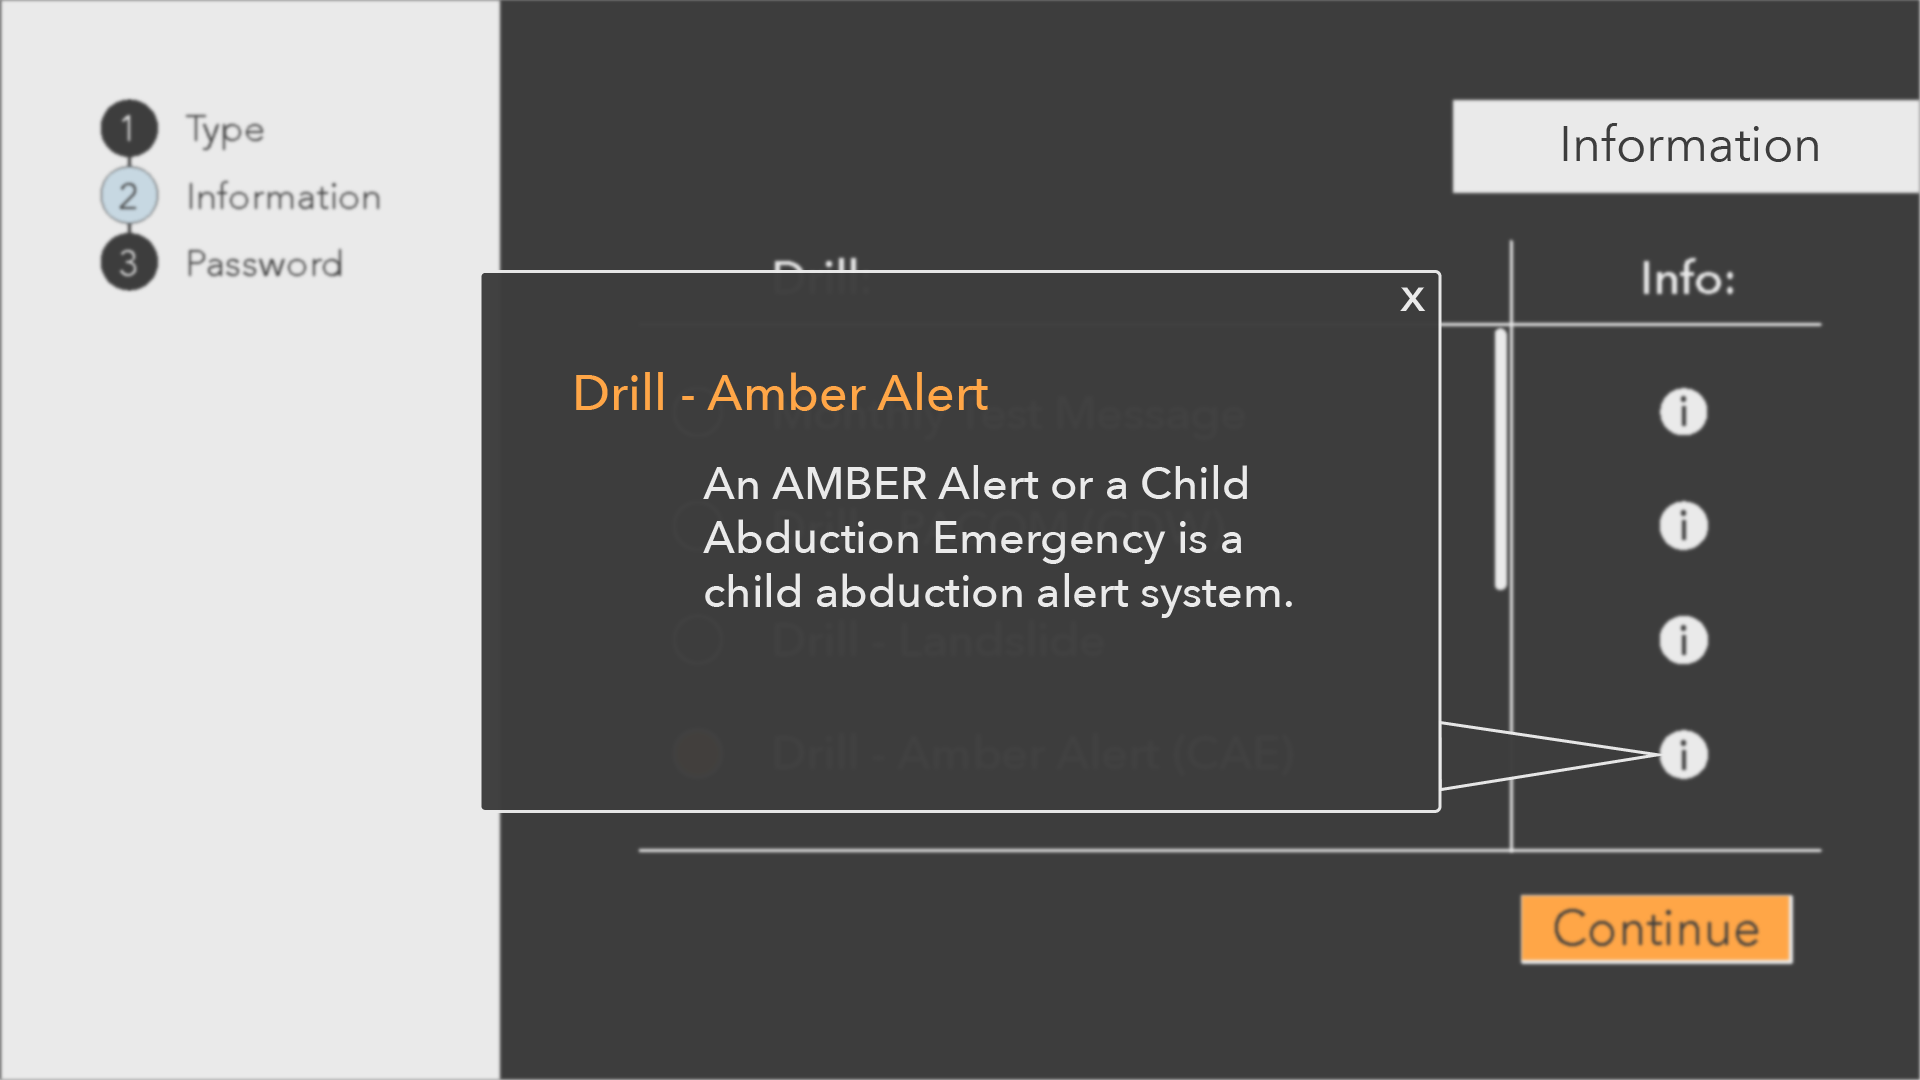 1 Type
2 Information
3 Password
Information
Drill:
Info:
X
Drill - Amber Alert
Monthly Test Message
An AMBER Alert or a Child
Abduction Emergency is a
child abduction alert system.
Drill - Landslide
Drill - Amber Alert (CAE)
i
i
i
i
Continue